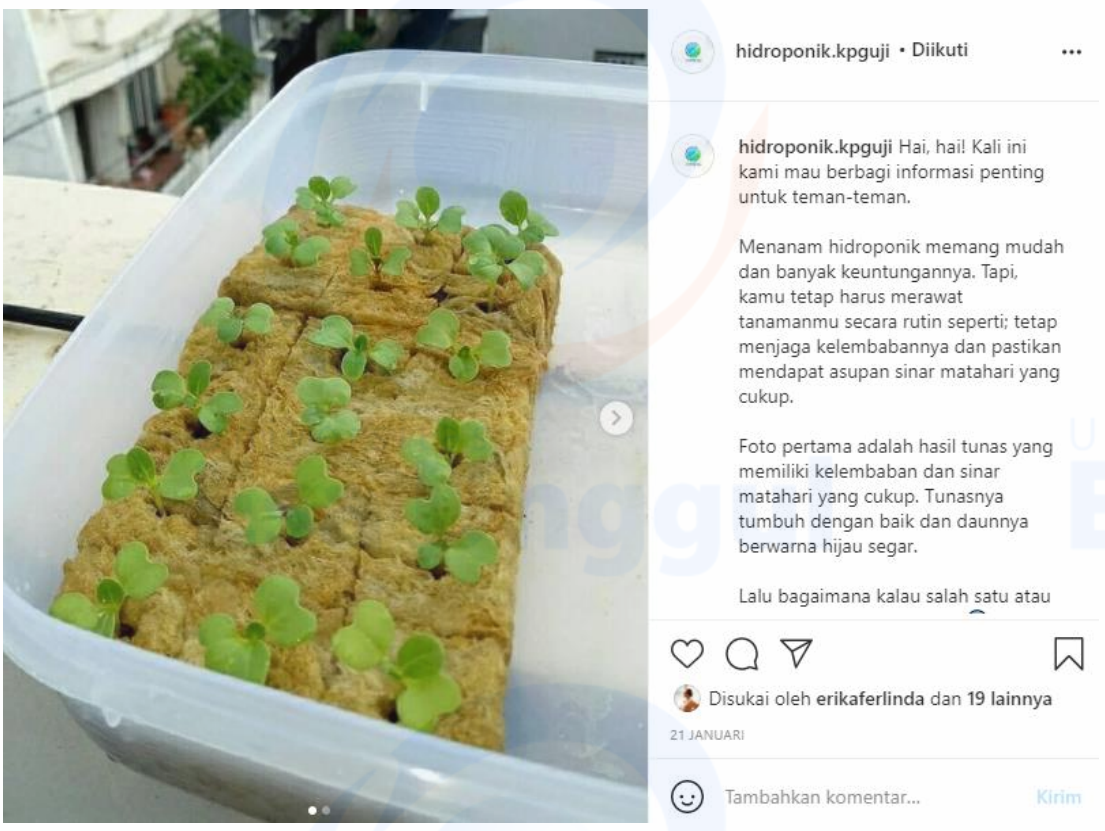 hidroponik.kpguji • Diikuti
hidroponik.kpguji Hai, hai! Kali ini
kami mau berbagi informasi penting
untuk teman-teman.
Menanam hidroponik memang mudah
dan banyak keuntungannya. Tapi,
kamu tetap harus merawat
tanamanmu secara rutin seperti; tetap
menjaga kelembabannya dan pastikan
mendapat asupan sinar matahari yang
cukup.
Foto pertama adalah hasil tunas yang
memiliki kelembaban dan sinar
matahari yang cukup. Tunasnya
tumbuh dengan baik dan daunnya
berwarna hijau segar.
Lalu bagaimana kalau salah satu atau
Disukai oleh erikaferlinda dan 19 lainnya
21 JANUARI
Tambahkan komentar...
Kirim